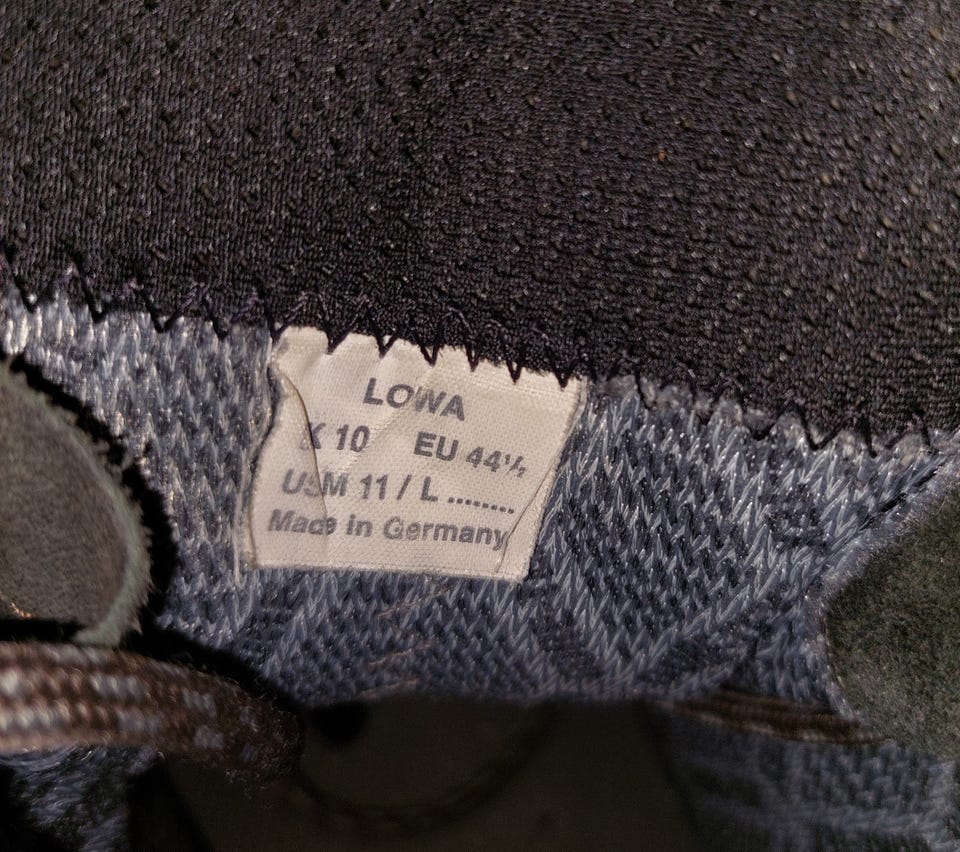 LOWA
K 10 EU 44½
USM 11 / L ........
Made in Germany